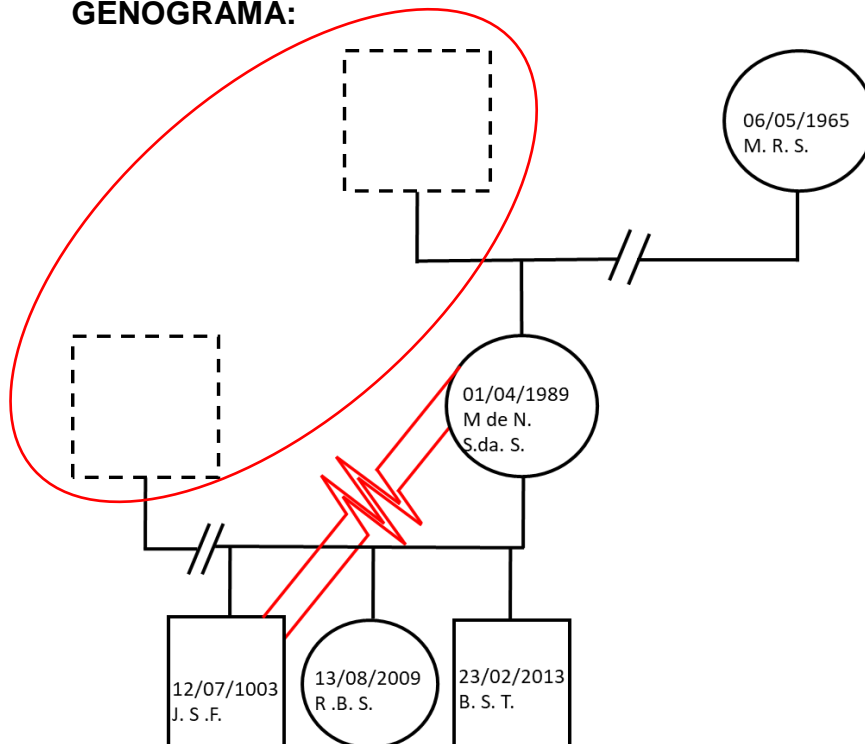 GENOGRAMA:
06/05/1965
M. R. S.
01/04/1989
M de N.
S.da. S.
12/07/1003
J. S .F.
13/08/2009
R .B. S.
23/02/2013
B. S. T.